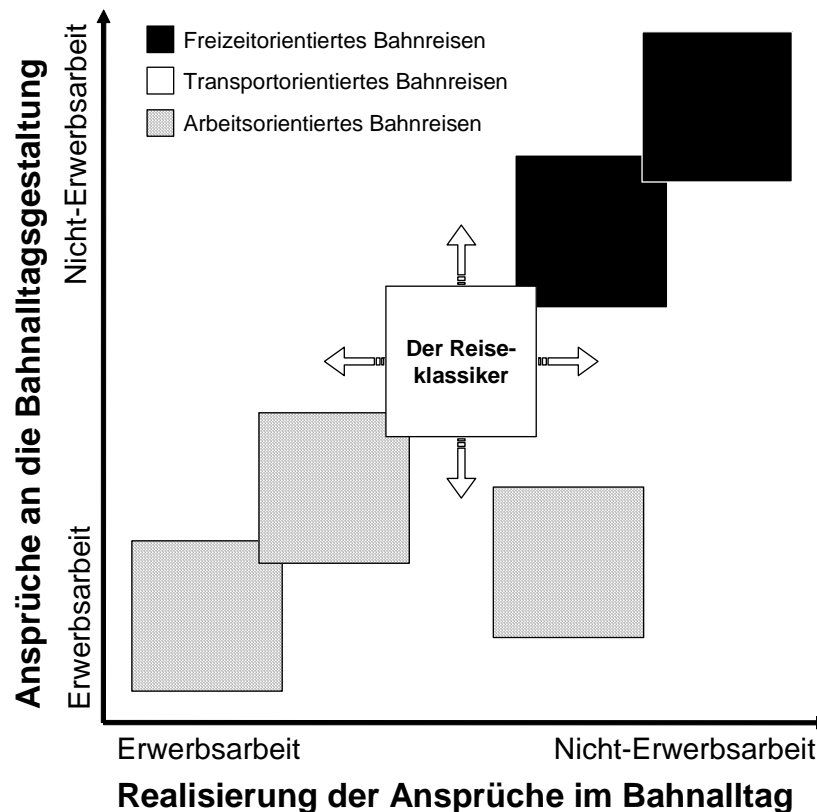 Freizeitorientiertes Bahnreisen
Transportorientiertes Bahnreisen
Arbeitsorientiertes Bahnreisen
Ansprüche an die Bahnalltagsgestaltung
Nicht-Erwerbsarbeit
Erwerbsarbeit
Der Reise-
klassiker
Erwerbsarbeit
Nicht-Erwerbsarbeit
Realisierung der Ansprüche im Bahnalltag